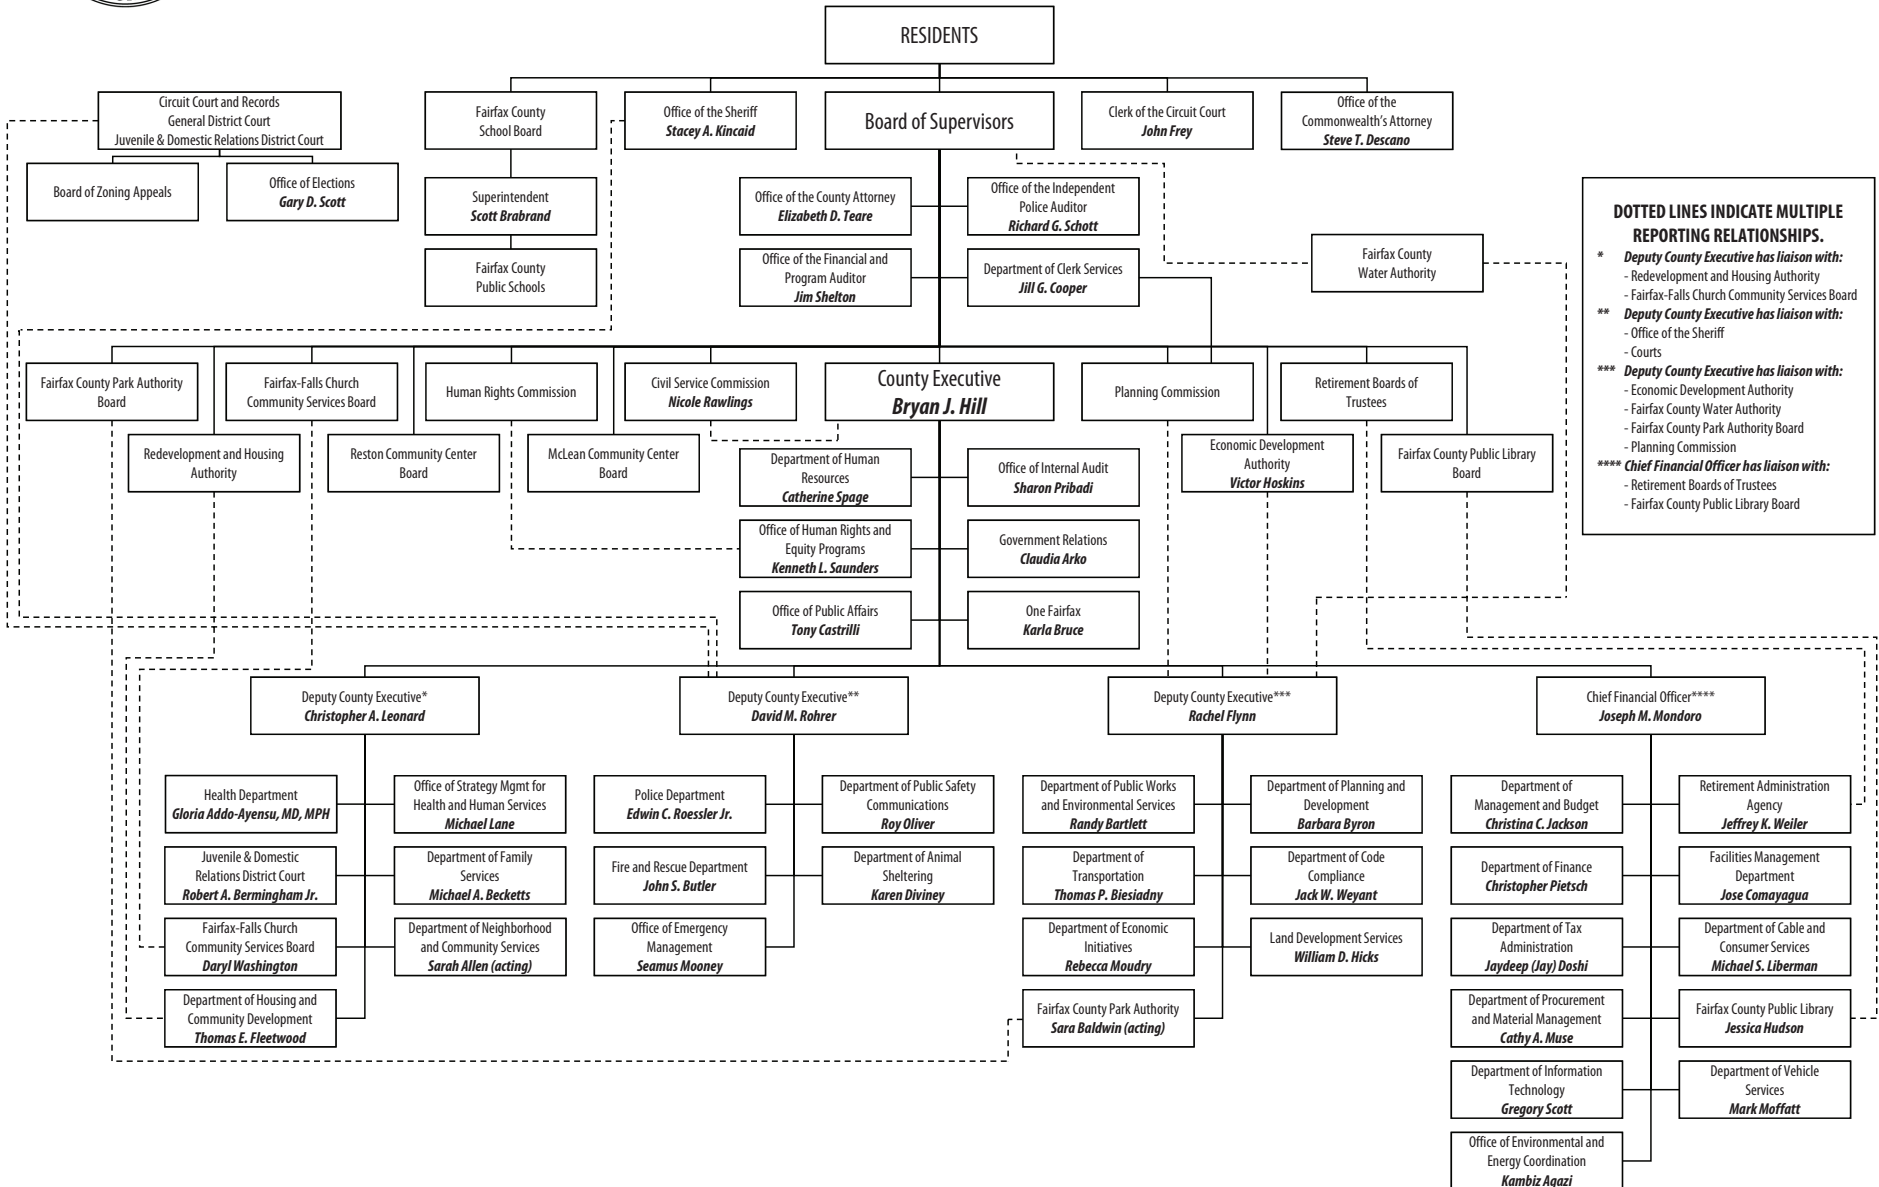 RESIDENTS
Circuit Court and Records
General District Court
Juvenile & Domestic Relations District Court
Fairfax County
School Board
Office of the Sheriff
Stacey A. Kincaid
Board of Supervisors
Clerk of the Circuit Court
John Frey
Office of the
Commonwealth's Attorney
Steve T. Descano
Board of Zoning Appeals
Office of Elections
Gary D. Scott
Superintendent
Scott Brabrand
Office of the County Attorney
Elizabeth D. Teare
Office of the Independent
Police Auditor
Richard G. Schott
Fairfax County
Public Schools
Office of the Financial and
Program Auditor
Jim Shelton
Department of Clerk Services
Jill G. Cooper
Fairfax County
Water Authority
DOTTED LINES INDICATE MULTIPLE
REPORTING RELATIONSHIPS.
* Deputy County Executive has liaison with:
- Redevelopment and Housing Authority
- Fairfax-Falls Church Community Services Board
** Deputy County Executive has liaison with:
- Office of the Sheriff
- Courts
*** Deputy County Executive has liaison with:
- Economic Development Authority
- Fairfax County Water Authority
- Fairfax County Park Authority Board
- Planning Commission
**** Chief Financial Officer has liaison with:
- Retirement Boards of Trustees
- Fairfax County Public Library Board
Fairfax County Park Authority
Board
Fairfax-Falls Church
Community Services Board
Human Rights Commission
Civil Service Commission
Nicole Rawlings
County Executive
Bryan J. Hill
Planning Commission
Retirement Boards of
Trustees
Redevelopment and Housing
Authority
Reston Community Center
Board
McLean Community Center
Board
Economic Development
Authority
Victor Hoskins
Fairfax County Public Library
Board
Department of Human
Resources
Catherine Spage
Office of Internal Audit
Sharon Pribadi
Office of Human Rights and
Equity Programs
Kenneth L. Saunders
Government Relations
Claudia Arko
Office of Public Affairs
Tony Castrilli
One Fairfax
Karla Bruce
Deputy County Executive*
Christopher A. Leonard
Deputy County Executive**
David M. Rohrer
Deputy County Executive***
Rachel Flynn
Chief Financial Officer****
Joseph M. Mondoro
Health Department
Gloria Addo-Ayensu, MD, MPH
Office of Strategy Mgmt for
Health and Human Services
Michael Lane
Juvenile & Domestic
Relations District Court
Robert A. Bermingham Jr.
Department of Family
Services
Michael A. Becketts
Fairfax-Falls Church
Community Services Board
Daryl Washington
Department of Neighborhood
and Community Services
Sarah Allen (acting)
Department of Housing and
Community Development
Thomas E. Fleetwood
Police Department
Edwin C. Roessler Jr.
Department of Public Safety
Communications
Roy Oliver
Fire and Rescue Department
John S. Butler
Department of Animal
Sheltering
Karen Diviney
Office of Emergency
Management
Seamus Mooney
Department of Public Works
and Environmental Services
Randy Bartlett
Department of Planning and
Development
Barbara Byron
Department of
Transportation
Thomas P. Biesiadny
Department of Code
Compliance
Jack W. Weyant
Department of Economic
Initiatives
Rebecca Moudry
Land Development Services
William D. Hicks
Fairfax County Park Authority
Sara Baldwin (acting)
Department of
Management and Budget
Christina C. Jackson
Retirement Administration
Agency
Jeffrey K. Weiler
Department of Finance
Christopher Pietsch
Facilities Management
Department
Jose Comayagua
Department of Tax
Administration
Jaydeep (Jay) Doshi
Department of Cable and
Consumer Services
Michael S. Liberman
Department of Procurement
and Material Management
Cathy A. Muse
Fairfax County Public Library
Jessica Hudson
Department of Information
Technology
Gregory Scott
Department of Vehicle
Services
Mark Moffatt
Office of Environmental and
Energy Coordination
Kambiz Agazi